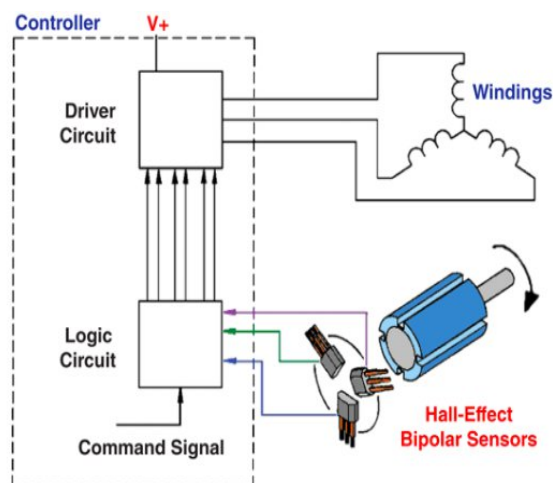 Controller
V+
Driver
Circuit
Windings
Logic
Circuit
Command Signal
Hall-Effect
Bipolar Sensors